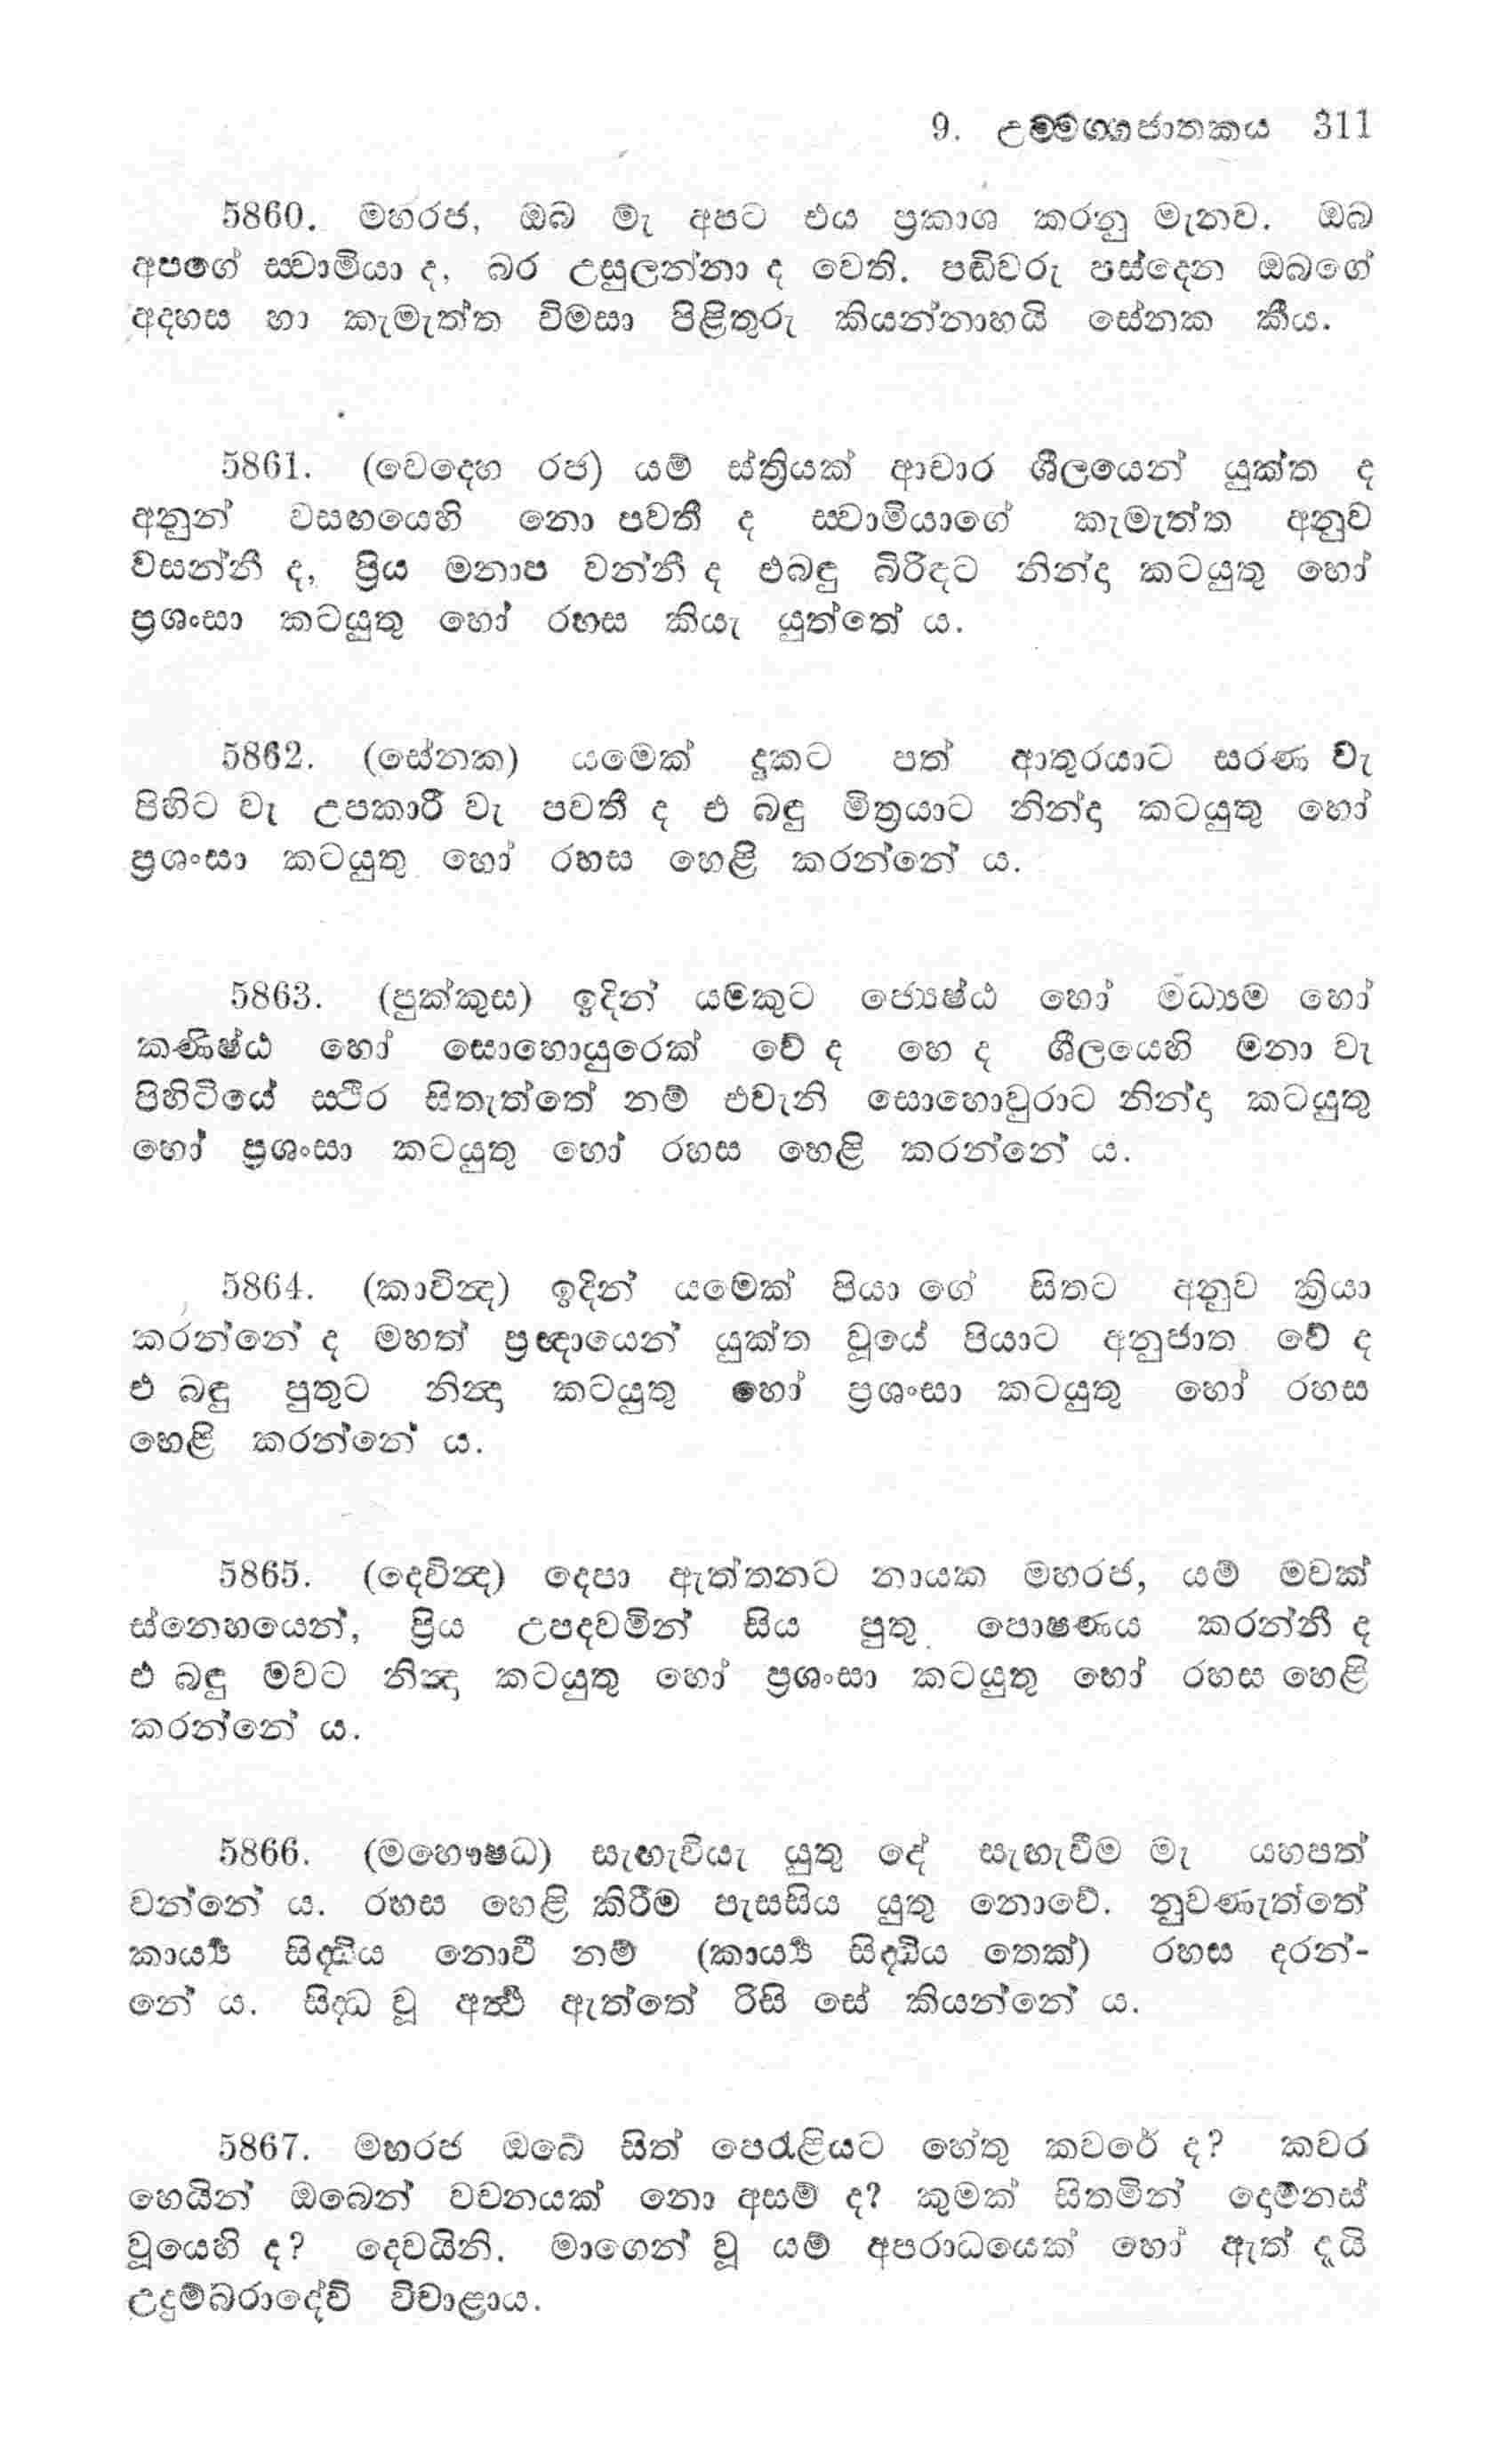 9. උම්මග්ගජාතකය 311
5860. මහරජ, ඔබ මැ අපට එය ප්‍රකාශ කරනු මැනව. ඔබ
අපගේ ස්වාමියා ද, බර උසුලන්නා ද වෙති. පඬිවරු පස්දෙන ඔබගේ
අදහස හා කැමැත්ත විමසා පිළිතුරු කියන්නාහයි සේනක කීය.
5861. (වෙදෙහ රජ) යම් ස්ත්‍රියක් ආචාර ශීලයෙන් යුක්ත ද
අනුන් වසඟයෙහි නො පවතී ද ස්වාමියාගේ කැමැත්ත අනුව
වසන්නී ද, ප්‍රිය මනාප වන්නී ද එබඳු බිරිඳට නින්දා කටයුතු හෝ
ප්‍රශංසා කටයුතු හෝ රහස කියැ යුත්තේ ය.
5862. (සේනක) යමෙක් දුකට පත් ආතුරයාට සරණ වැ
පිහිට වැ උපකාරී වැ පවතී ද එ බඳු මිත්‍රයාට නින්දා කටයුතු හෝ
ප්‍රශංසා කටයුතු හෝ රහස හෙළි කරන්නේ ය.
5863. (පුක්කුස) ඉදින් යමකුට ජ්‍යෙෂ්ඨ හෝ මධ්‍යම හෝ
කණිෂ්ඨ හෝ සොහොයුරෙක් වේ ද හෙ ද ශීලයෙහි මනා වැ
පිහිටියේ ස්ථිර සිතැත්තේ නම් එවැනි සොහොවුරාට නින්දා කටයුතු
හෝ ප්‍රශංසා කටයුතු හෝ රහස හෙළි කරන්නේ ය.
5864. (කාවින්‍ද) ඉදින් යමෙක් පියා ගේ සිතට අනුව ක්‍රියා
කරන්නේ ද මහත් ප්‍රඥායෙන් යුක්ත වූයේ පියාට අනුජාත වේ ද
එ බඳු පුතුට නින්‍දා කටයුතු හෝ ප්‍රශංසා කටයුතු හෝ රහස
හෙළි කරන්නේ ය.
5865. (දෙවින්‍ද) දෙපා ඇත්තනට නායක මහරජ, යම් මවක්
ස්නෙහයෙන්, ප්‍රිය උපදවමින් සිය පුතු පොෂණය කරන්නී ද
එ බඳු මවට නින්‍දා කටයුතු හෝ ප්‍රශංසා කටයුතු හෝ රහස හෙළි
කරන්නේ ය.
5866. (මහෞෂධ) සැඟැවියැ යුතු දේ සැඟැවීම මැ යහපත්
වන්නේ ය. රහස හෙළි කිරීම පැසසිය යුතු නොවේ. නුවණැත්තේ
කාර්‍ය්‍ය සිද්‍ධිය නොවී නම් (කාර්‍ය්‍ය සිද්‍ධිය තෙක්) රහස දරන්-
නේ ය. සිද්‍ධ වූ අර්‍ත්‍ථ ඇත්තේ රිසි සේ කියන්නේ ය.
5867. මහරජ ඔබේ සිත් පෙරැළියට හේතු කවරේ ද? කවර
හෙයින් ඔබෙන් වචනයක් නො අසම් ද? කුමක් සිතමින් දොම්නස්
වූයෙහි ද? දෙවයිනි. මාගෙන් වූ යම් අපරාධයෙක් හෝ ඇත් දැයි
උදුම්බරාදේවි විචාළාය.